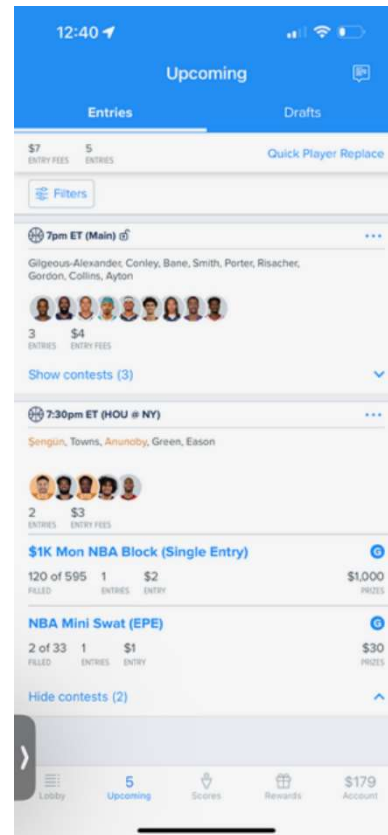 12:40
Upcoming
Entries Drafts
$7 5 Quick Player Replace
ENTRY FEES ENTRIES
Filters
7pm ET (Main)
Gilgeous-Alexander, Conley, Bane, Smith, Porter, Risacher,
Gordon, Collins, Ayton
3 $4
ENTRIES ENTRY FEES
Show contests (3)
7:30pm ET (HOU @ NY)
Şengün, Towns, Anunoby, Green, Eason
2 $3
ENTRIES ENTRY FEES
$1K Mon NBA Block (Single Entry) G
120 of 595 1 $2 $1,000
FILLED ENTRIES ENTRY PRIZES
NBA Mini Swat (EPE) G
2 of 33 1 $1 $30
FILLED ENTRIES ENTRY PRIZES
Hide contests (2)
5 $179
Lobby Upcoming Scores Rewards Account